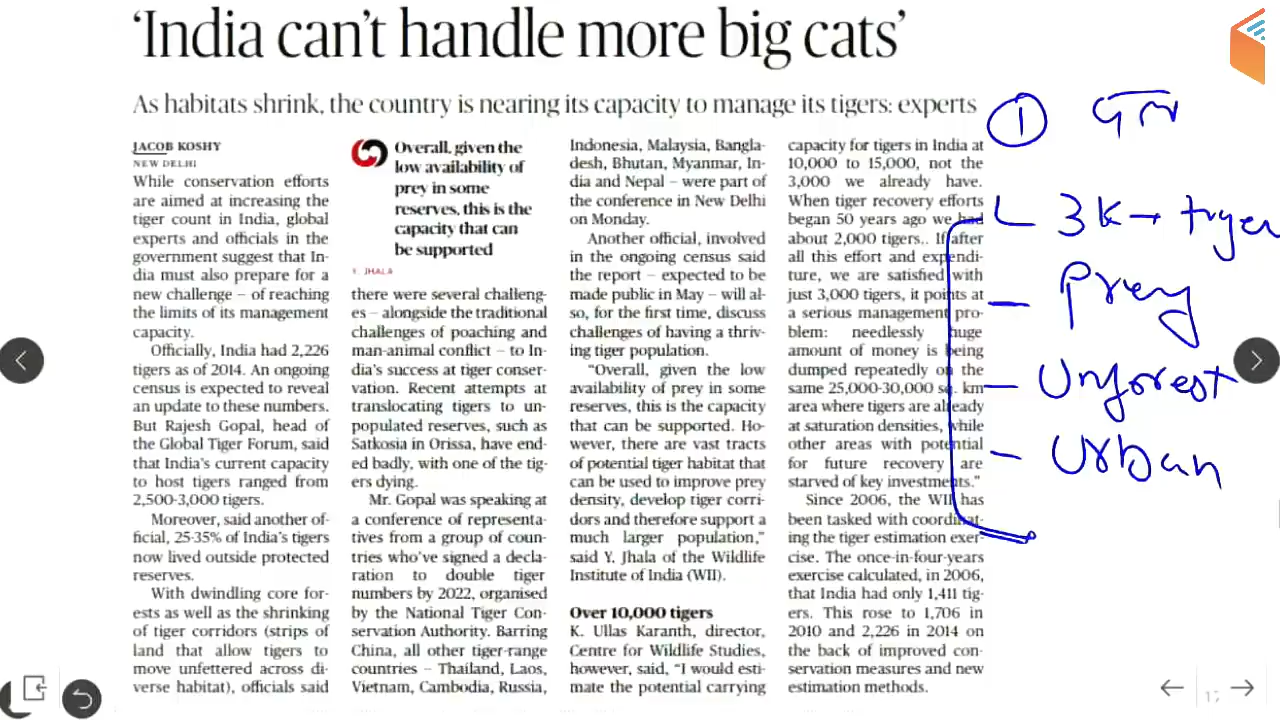 ‘India can’t handle more big cats’
As habitats shrink, the country is nearing its capacity to manage its tigers: experts
JACOB KOSHY
NEW DELHI
While conservation efforts
are aimed at increasing the
tiger count in India, global
experts and officials in the
government suggest that In-
dia must also prepare for a
new challenge – of reaching
the limits of its management
capacity.
Officially, India had 2,226
tigers as of 2014. An ongoing
census is expected to reveal
an update to these numbers.
But Rajesh Gopal, head of
the Global Tiger Forum, said
that India’s current capacity
to host tigers ranged from
2,500-3,000 tigers.
Moreover, said another of-
ficial, 25-35% of India’s tigers
now lived outside protected
reserves.
With dwindling core for-
ests as well as the shrinking
of tiger corridors (strips of
land that allow tigers to
move unfettered across di-
verse habitat), officials said
Overall, given the
low availability of
prey in some
reserves, this is the
capacity that can
be supported
Y. JHALA
there were several challeng-
es – alongside the traditional
challenges of poaching and
man-animal conflict – to In-
dia’s success at tiger conser-
vation. Recent attempts at
translocating tigers to un-
populated reserves, such as
Satkosia in Orissa, have end-
ed badly, with one of the tig-
ers dying.
Mr. Gopal was speaking at
a conference of representa-
tives from a group of coun-
tries who’ve signed a decla-
ration to double tiger
numbers by 2022, organised
by the National Tiger Con-
servation Authority. Barring
China, all other tiger-range
countries – Thailand, Laos,
Vietnam, Cambodia, Russia,
Indonesia, Malaysia, Bangla-
desh, Bhutan, Myanmar, In-
dia and Nepal – were part of
the conference in New Delhi
on Monday.
Another official, involved
in the ongoing census said
the report – expected to be
made public in May – will al-
so, for the first time, discuss
challenges of having a thriv-
ing tiger population.
“Overall, given the low
availability of prey in some
reserves, this is the capacity
that can be supported. Ho-
wever, there are vast tracts
of potential tiger habitat that
can be used to improve prey
density, develop tiger corri-
dors and therefore support a
much larger population,”
said Y. Jhala of the Wildlife
Institute of India (WII).
Over 10,000 tigers
K. Ullas Karanth, director,
Centre for Wildlife Studies,
however, said, “I would esti-
mate the potential carrying
capacity for tigers in India at
10,000 to 15,000, not the
3,000 we already have.
When tiger recovery efforts
began 50 years ago we had
about 2,000 tigers.. If after
all this effort and expendi-
ture, we are satisfied with
just 3,000 tigers, it points at
a serious management pro-
blem: needlessly huge
amount of money is being
dumped repeatedly on the
same 25,000-30,000 sq. km
area where tigers are already
at saturation densities, while
other areas with potential
for future recovery are
starved of key investments.”
Since 2006, the WII has
been tasked with coordinat-
ing the tiger estimation exer-
cise. The once-in-four-years
exercise calculated, in 2006,
that India had only 1,411 tig-
ers. This rose to 1,706 in
2010 and 2,226 in 2014 on
the back of improved con-
servation measures and new
estimation methods.
①
3K → tiger
– Prey
– Unforest
– Urban